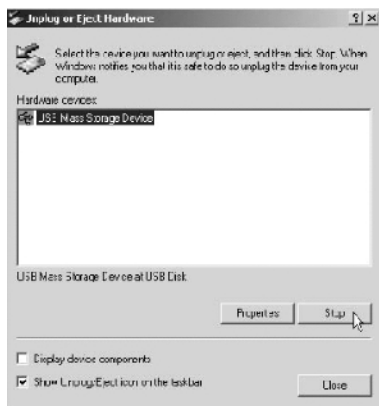 Unplug or Eject Hardware
Select the device you want to unplug or eject, and then click Stop. When
Windows notifies you that it is safe to do so unplug the device from your
computer.
Hardware devices:
USB Mass Storage Device
USB Mass Storage Device at USB Disk
Properties
Stop
Display device components
Show Unplug/Eject icon on the taskbar
Close